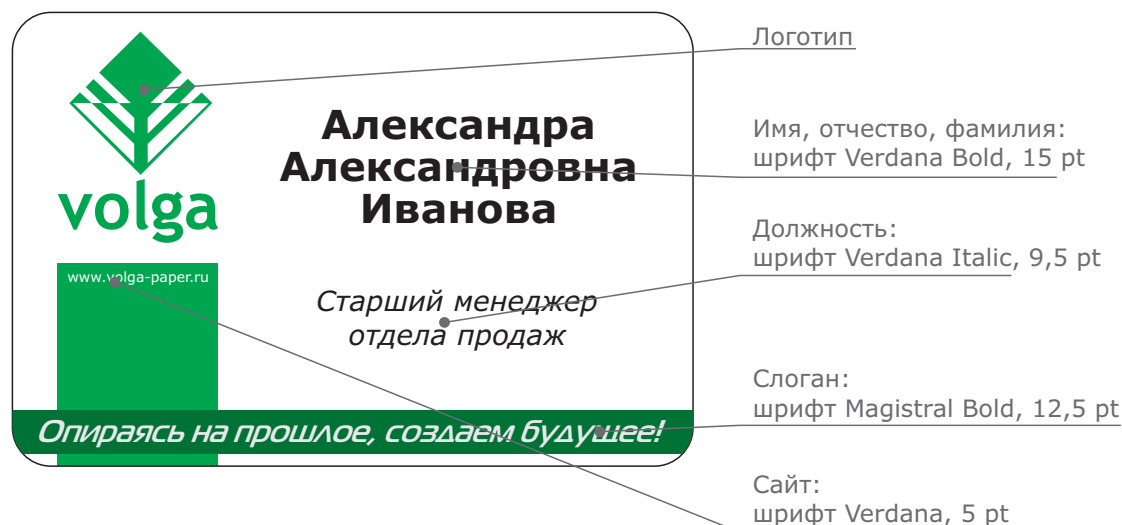 volga
www.volga-paper.ru
Александра
Александровна
Иванова
Старший менеджер
отдела продаж
Опираясь на прошлое, создаем будущее!
Логотип
Имя, отчество, фамилия:
шрифт Verdana Bold, 15 pt
Должность:
шрифт Verdana Italic, 9,5 pt
Слоган:
шрифт Magistral Bold, 12,5 pt
Сайт:
шрифт Verdana, 5 pt